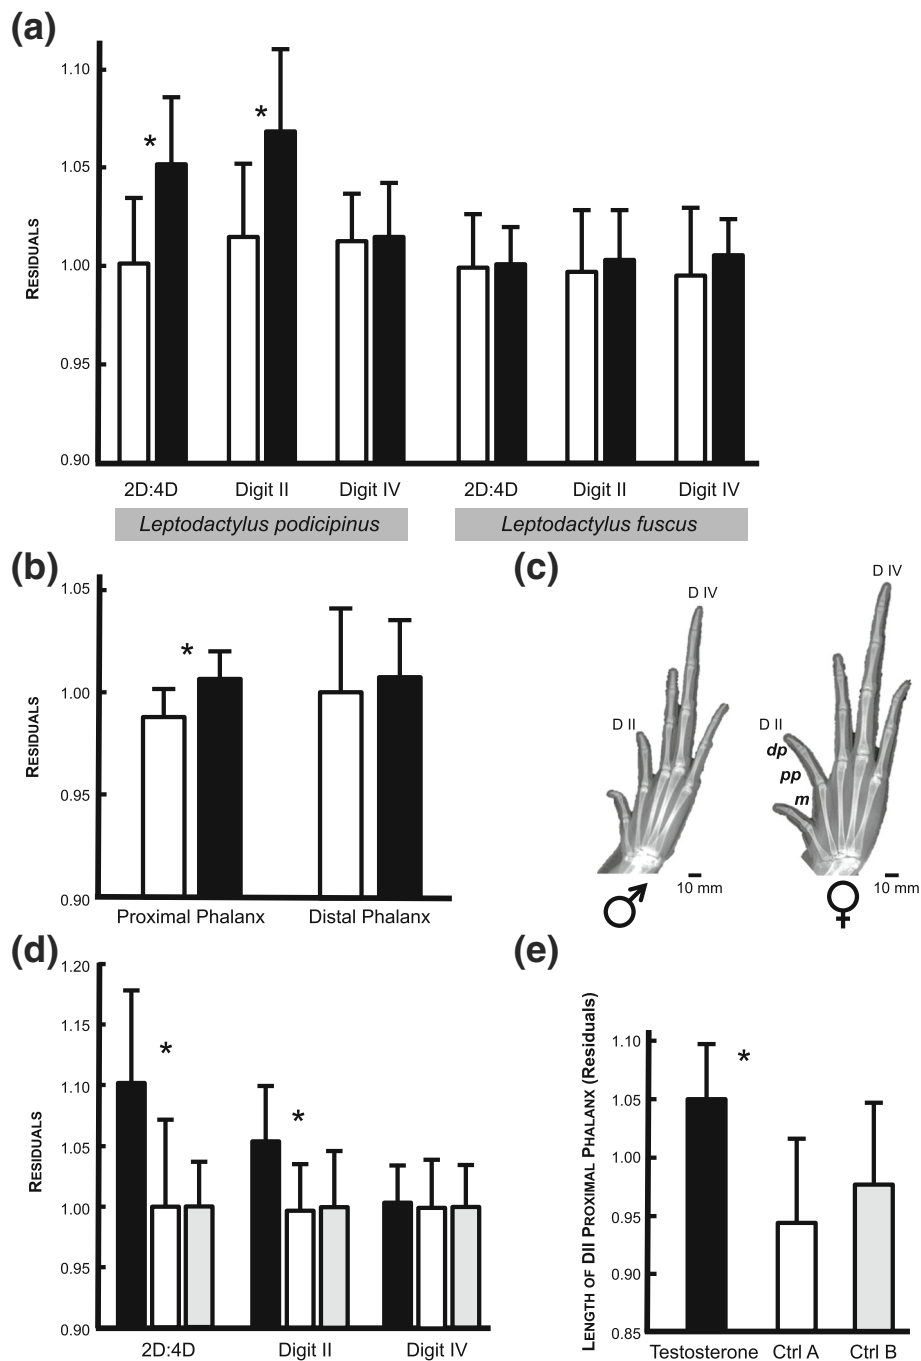 (a)
1.10
1.05
1.00
0.95
0.90
RESIDUALS
*
*
2D:4D Digit II Digit IV 2D:4D Digit II Digit IV
Leptodactylus podicipinus Leptodactylus fuscus
(b)
1.05
1.00
0.95
0.90
RESIDUALS
*
Proximal Phalanx Distal Phalanx
(c)
D IV
D II
10 mm
♂
D IV
D II
dp
pp
m
10 mm
♀
(d)
1.20
1.15
1.10
1.05
1.00
0.95
0.90
RESIDUALS
*
*
2D:4D Digit II Digit IV
(e)
LENGTH OF DII PROXIMAL PHALANX (Residuals)
1.10
1.05
1.00
0.95
0.90
0.85
*
Testosterone Ctrl A Ctrl B